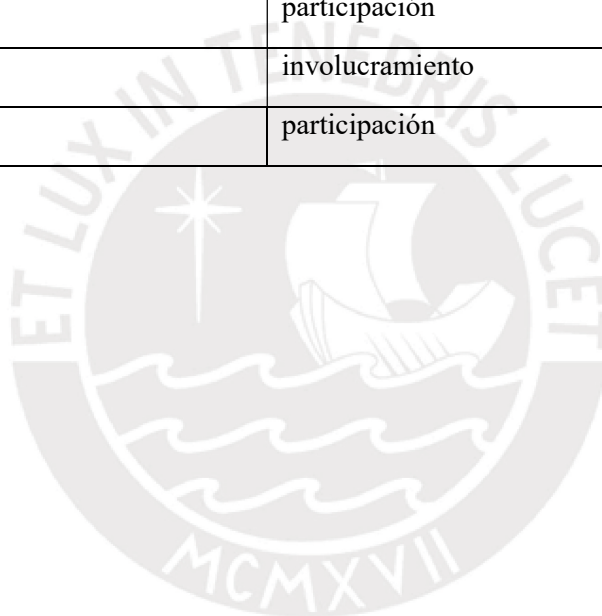 participación
involucramiento
participación
ET LUX IN TENEBRIS LUCET
MCMXVII